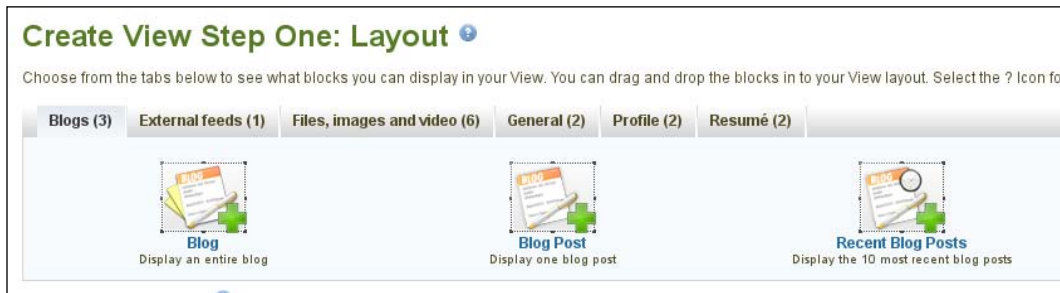 Create View Step One: Layout ?
Choose from the tabs below to see what blocks you can display in your View. You can drag and drop the blocks in to your View layout. Select the ? Icon fo
Blogs (3) External feeds (1) Files, images and video (6) General (2) Profile (2) Resumé (2)
BLOG BLOG BLOG
Blog Blog Post Recent Blog Posts
Display an entire blog Display one blog post Display the 10 most recent blog posts